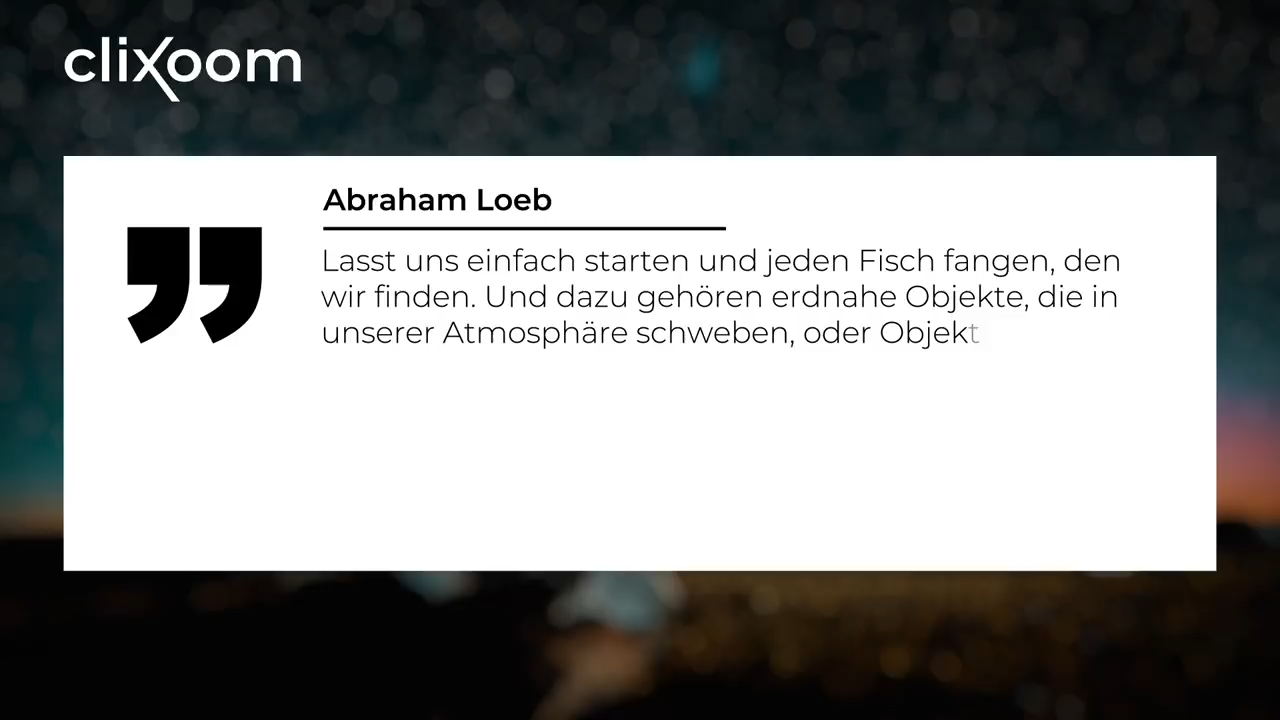 clixoom
Abraham Loeb
Lasst uns einfach starten und jeden Fisch fangen, den
wir finden. Und dazu gehören erdnahe Objekte, die in
unserer Atmosphäre schweben, oder Objekt